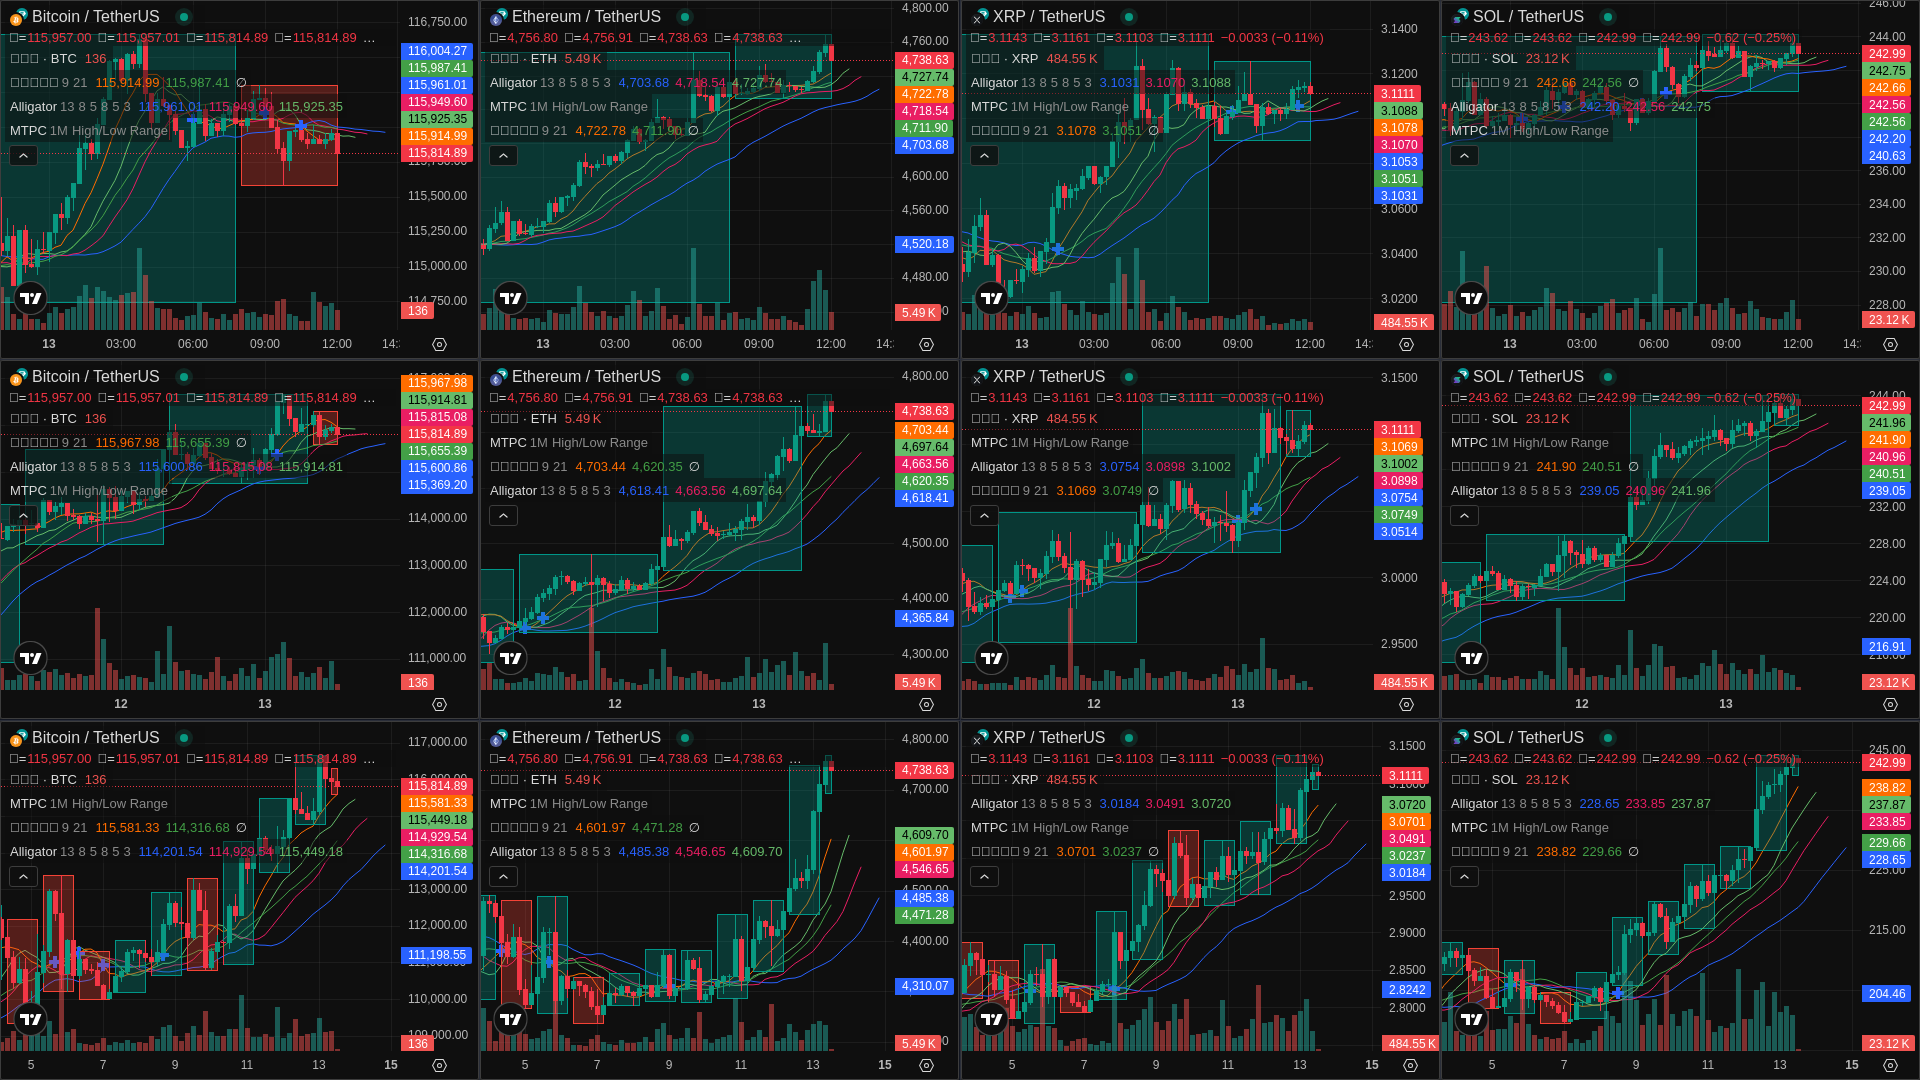 Bitcoin / TetherUS
□=115,957.00 □=115,957.01 □=115,814.89 □=115,814.89 ...
□□□ · BTC 136
□□□□□ 9 21 115,914.99 115,987.41 ∅
Alligator 13 8 5 8 5 3 115,961.01 115,949.60 115,925.35
MTPC 1M High/Low Range
116,750.00
116,004.27
115,987.41
115,961.01
115,949.60
115,925.35
115,914.99
115,814.89
115,500.00
115,250.00
115,000.00
114,750.00
136
13 03:00 06:00 09:00 12:00
Ethereum / TetherUS
□=4,756.80 □=4,756.91 □=4,738.63 □=4,738.63 ...
□□□ · ETH 5.49 K
Alligator 13 8 5 8 5 3 4,703.68 4,718.54 4,727.74
MTPC 1M High/Low Range
□□□□□ 9 21 4,722.78 4,711.90 ∅
4,800.00
4,760.00
4,738.63
4,727.74
4,722.78
4,718.54
4,711.90
4,703.68
4,600.00
4,560.00
4,520.18
4,480.00
5.49 K
13 03:00 06:00 09:00 12:00
XRP / TetherUS
□=3.1143 □=3.1161 □=3.1103 □=3.1111 −0.0033 (−0.11%)
□□□ · XRP 484.55 K
Alligator 13 8 5 8 5 3 3.1031 3.1070 3.1088
MTPC 1M High/Low Range
□□□□□ 9 21 3.1078 3.1051 ∅
3.1400
3.1200
3.1111
3.1088
3.1078
3.1070
3.1053
3.1051
3.1031
3.0600
3.0400
3.0200
484.55 K
13 03:00 06:00 09:00 12:00
SOL / TetherUS
□=243.62 □=243.62 □=242.99 □=242.99 −0.62 (−0.25%)
□□□ · SOL 23.12 K
□□□□□ 9 21 242.66 242.56 ∅
Alligator 13 8 5 8 5 3 242.20 242.56 242.75
MTPC 1M High/Low Range
246.00
244.00
242.99
242.75
242.66
242.56
242.56
242.20
240.63
236.00
234.00
232.00
230.00
228.00
23.12 K
13 03:00 06:00 09:00 12:00
Bitcoin / TetherUS
□=115,957.00 □=115,957.01 □=115,814.89 □=115,814.89 ...
□□□ · BTC 136
□□□□□ 9 21 115,967.98 115,655.39 ∅
Alligator 13 8 5 8 5 3 115,600.86 115,815.08 115,914.81
MTPC 1M High/Low Range
115,967.98
115,914.81
115,815.08
115,814.89
115,655.39
115,600.86
115,369.20
114,000.00
113,000.00
112,000.00
111,000.00
136
12 13
Ethereum / TetherUS
□=4,756.80 □=4,756.91 □=4,738.63 □=4,738.63 ...
□□□ · ETH 5.49 K
MTPC 1M High/Low Range
□□□□□ 9 21 4,703.44 4,620.35 ∅
Alligator 13 8 5 8 5 3 4,618.41 4,663.56 4,697.64
4,800.00
4,738.63
4,703.44
4,697.64
4,663.56
4,620.35
4,618.41
4,500.00
4,400.00
4,365.84
4,300.00
5.49 K
12 13
XRP / TetherUS
□=3.1143 □=3.1161 □=3.1103 □=3.1111 −0.0033 (−0.11%)
□□□ · XRP 484.55 K
MTPC 1M High/Low Range
Alligator 13 8 5 8 5 3 3.0754 3.0898 3.1002
□□□□□ 9 21 3.1069 3.0749 ∅
3.1500
3.1111
3.1069
3.1002
3.0898
3.0754
3.0749
3.0514
3.0000
2.9500
484.55 K
12 13
SOL / TetherUS
□=243.62 □=243.62 □=242.99 □=242.99 −0.62 (−0.25%)
□□□ · SOL 23.12 K
MTPC 1M High/Low Range
□□□□□ 9 21 241.90 240.51 ∅
Alligator 13 8 5 8 5 3 239.05 240.96 241.96
244.00
242.99
241.96
241.90
240.96
240.51
239.05
232.00
228.00
224.00
220.00
216.91
216.00
23.12 K
12 13
Bitcoin / TetherUS
□=115,957.00 □=115,957.01 □=115,814.89 □=115,814.89 ...
□□□ · BTC 136
MTPC 1M High/Low Range
□□□□□ 9 21 115,581.33 114,316.68 ∅
Alligator 13 8 5 8 5 3 114,201.54 114,929.54 115,449.18
117,000.00
116,000.00
115,814.89
115,581.33
115,449.18
114,929.54
114,316.68
114,201.54
113,000.00
112,000.00
111,198.55
110,000.00
109,000.00
136
5 7 9 11 13 15
Ethereum / TetherUS
□=4,756.80 □=4,756.91 □=4,738.63 □=4,738.63 ...
□□□ · ETH 5.49 K
MTPC 1M High/Low Range
□□□□□ 9 21 4,601.97 4,471.28 ∅
Alligator 13 8 5 8 5 3 4,485.38 4,546.65 4,609.70
4,800.00
4,738.63
4,700.00
4,609.70
4,601.97
4,546.65
4,500.00
4,485.38
4,471.28
4,400.00
4,310.07
5.49 K
5 7 9 11 13 15
XRP / TetherUS
□=3.1143 □=3.1161 □=3.1103 □=3.1111 −0.0033 (−0.11%)
□□□ · XRP 484.55 K
Alligator 13 8 5 8 5 3 3.0184 3.0491 3.0720
MTPC 1M High/Low Range
□□□□□ 9 21 3.0701 3.0237 ∅
3.1500
3.1111
3.1000
3.0720
3.0701
3.0491
3.0237
3.0184
2.9500
2.9000
2.8500
2.8242
2.8000
484.55 K
5 7 9 11 13 15
SOL / TetherUS
□=243.62 □=243.62 □=242.99 □=242.99 −0.62 (−0.25%)
□□□ · SOL 23.12 K
Alligator 13 8 5 8 5 3 228.65 233.85 237.87
MTPC 1M High/Low Range
□□□□□ 9 21 238.82 229.66 ∅
245.00
242.99
238.82
237.87
233.85
229.66
228.65
225.00
215.00
204.46
23.12 K
5 7 9 11 13 15